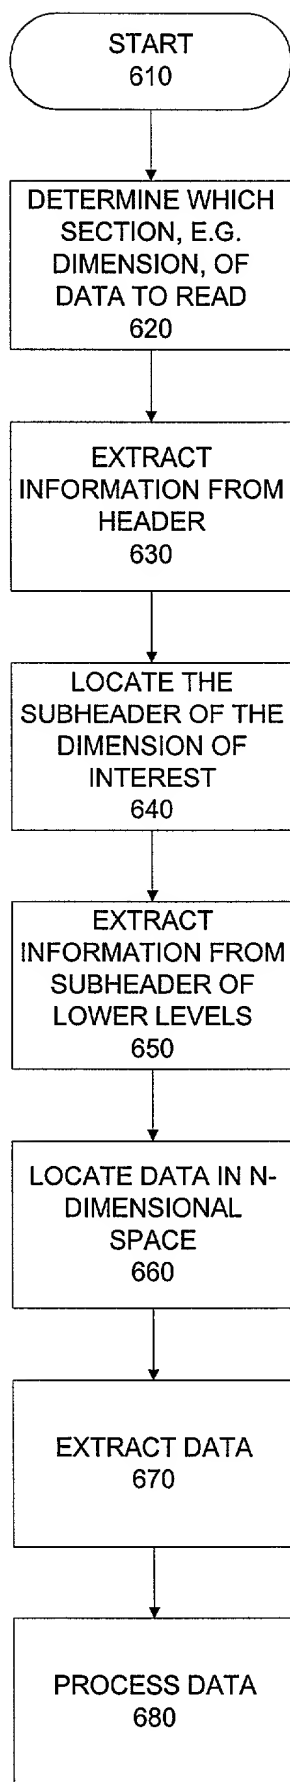 START
610
DETERMINE WHICH
SECTION, E.G.
DIMENSION, OF
DATA TO READ
620
EXTRACT
INFORMATION FROM
HEADER
630
LOCATE THE
SUBHEADER OF THE
DIMENSION OF
INTEREST
640
EXTRACT
INFORMATION FROM
SUBHEADER OF
LOWER LEVELS
650
LOCATE DATA IN N-
DIMENSIONAL
SPACE
660
EXTRACT DATA
670
PROCESS DATA
680